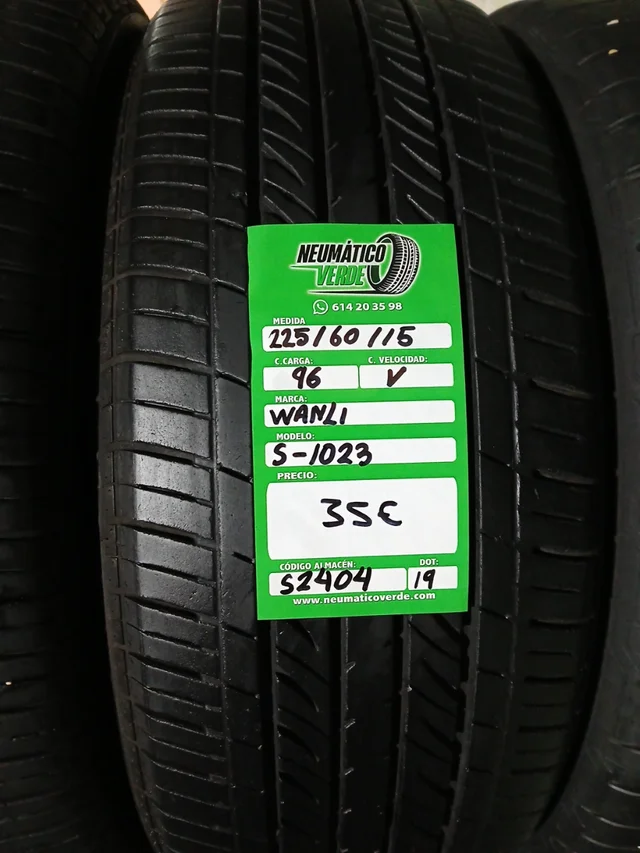 NEUMÁTICO
VERDE
614 20 35 98
MEDIDA
225/60/15
C.CARGA: C. VELOCIDAD:
96 V
MARCA:
WANLI
MODELO:
S-1023
PRECIO:
35€
CÓDIGO ALMACÉN: DOT:
S2404 19
www.neumaticoverde.com